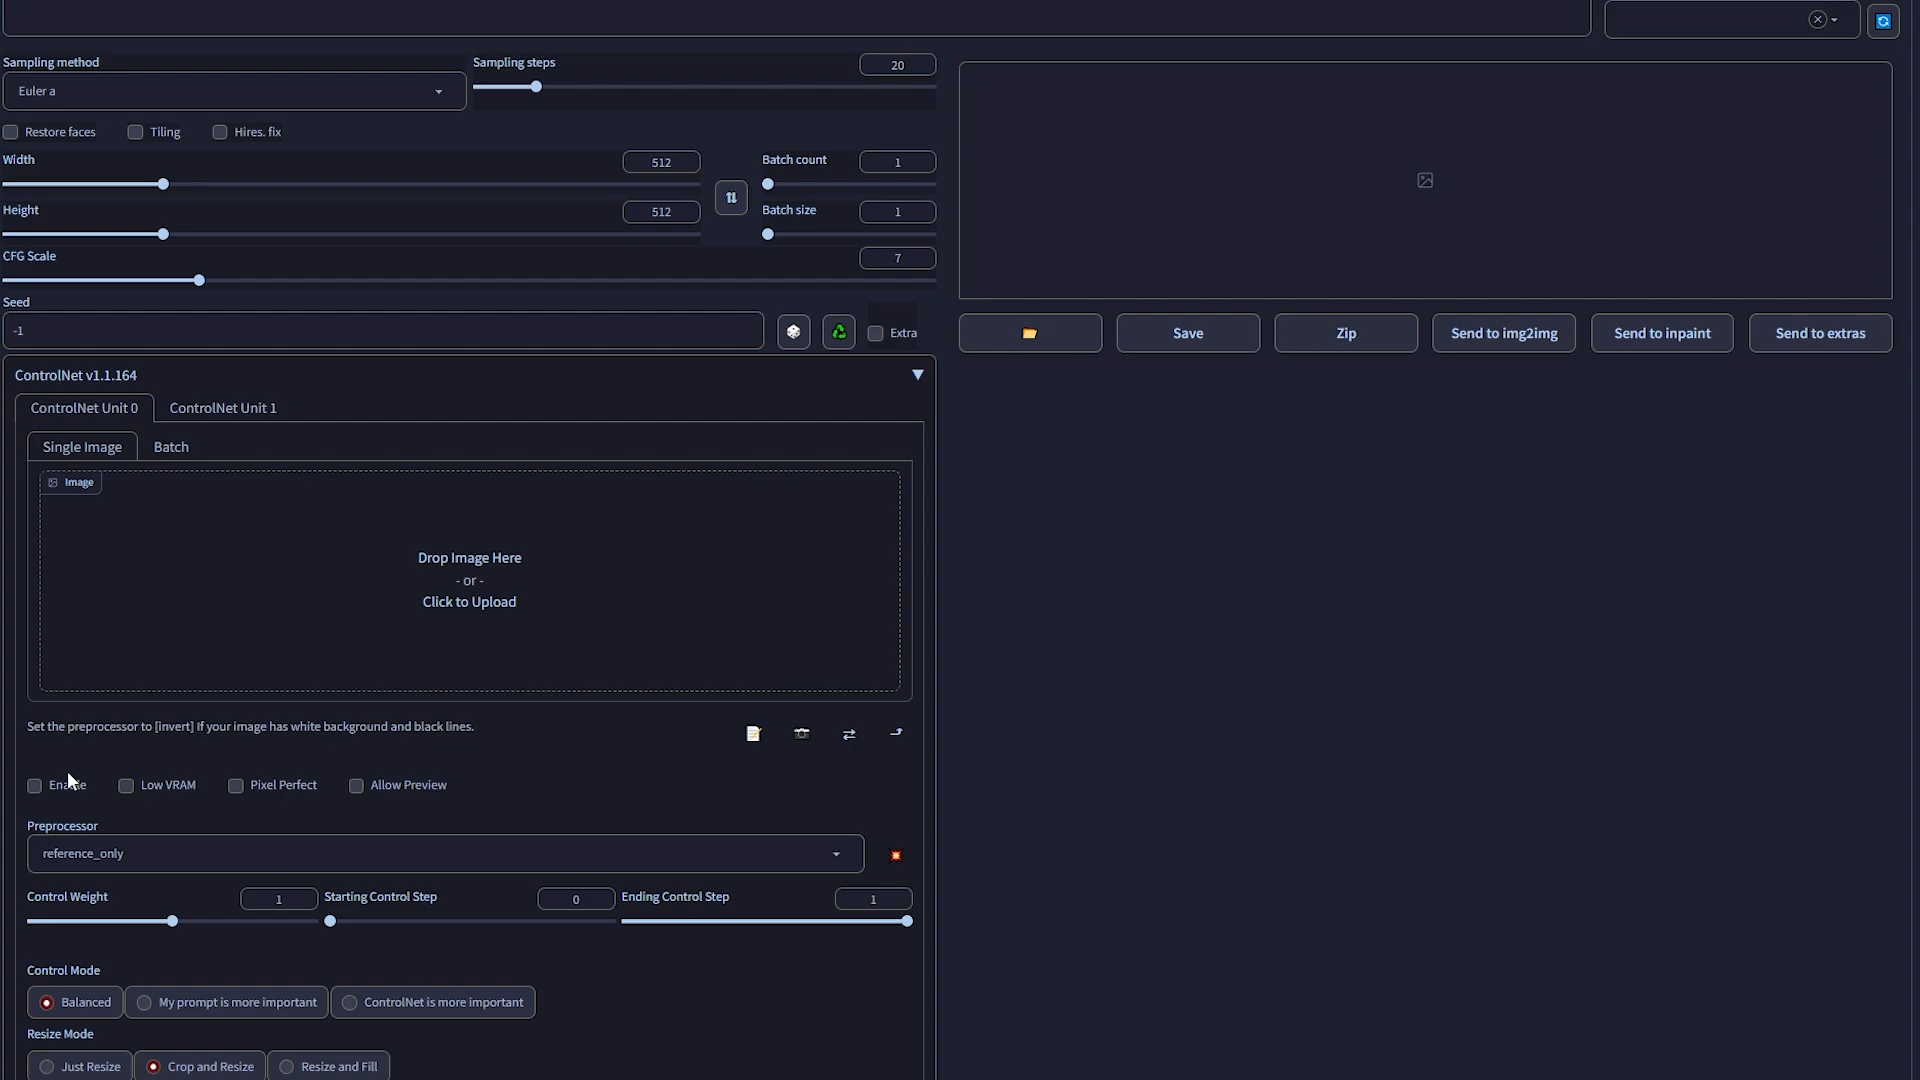 Sampling method
Sampling steps
20
Euler a
Restore faces
Tiling
Hires. fix
Width
512
Batch count
1
Height
512
Batch size
1
CFG Scale
7
Seed
-1
Extra
Save
Zip
Send to img2img
Send to inpaint
Send to extras
ControlNet v1.1.164
ControlNet Unit 0
ControlNet Unit 1
Single Image
Batch
Image
Drop Image Here
- or -
Click to Upload
Set the preprocessor to [invert] If your image has white background and black lines.
Enable
Low VRAM
Pixel Perfect
Allow Preview
Preprocessor
reference_only
Control Weight
1
Starting Control Step
0
Ending Control Step
1
Control Mode
Balanced
My prompt is more important
ControlNet is more important
Resize Mode
Just Resize
Crop and Resize
Resize and Fill